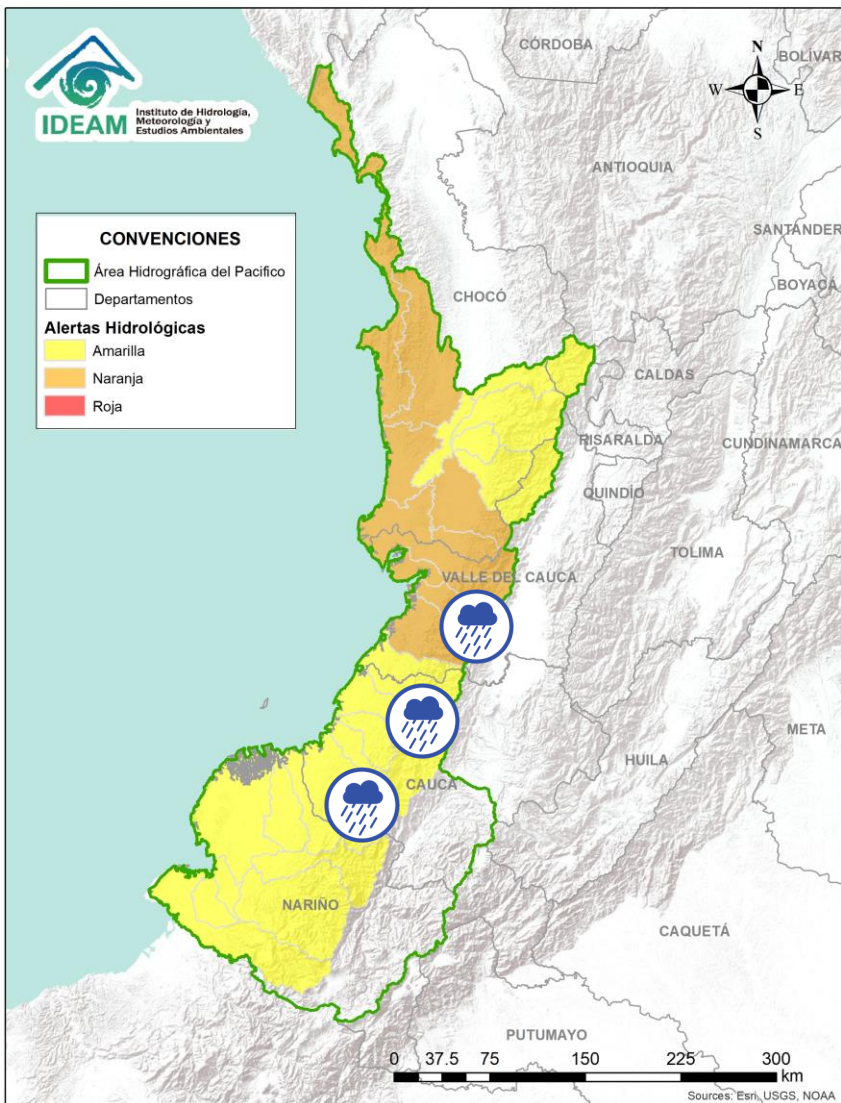 IDEAM
Instituto de Hidrología,
Meteorología y
Estudios Ambientales
CÓRDOBA
BOLÍVAR
N
W
E
S
ANTIOQUIA
SANTANDER
BOYACÁ
CONVENCIONES
Área Hidrográfica del Pacifico
Departamentos
Alertas Hidrológicas
Amarilla
Naranja
Roja
CHOCÓ
CALDAS
RISARALDA
CUNDINAMARCA
QUINDÍO
TOLIMA
VALLE DEL CAUCA
META
HUILA
CAUCA
NARIÑO
CAQUETÁ
PUTUMAYO
0 37.5 75 150 225 300
km
Sources: Esri, USGS, NOAA